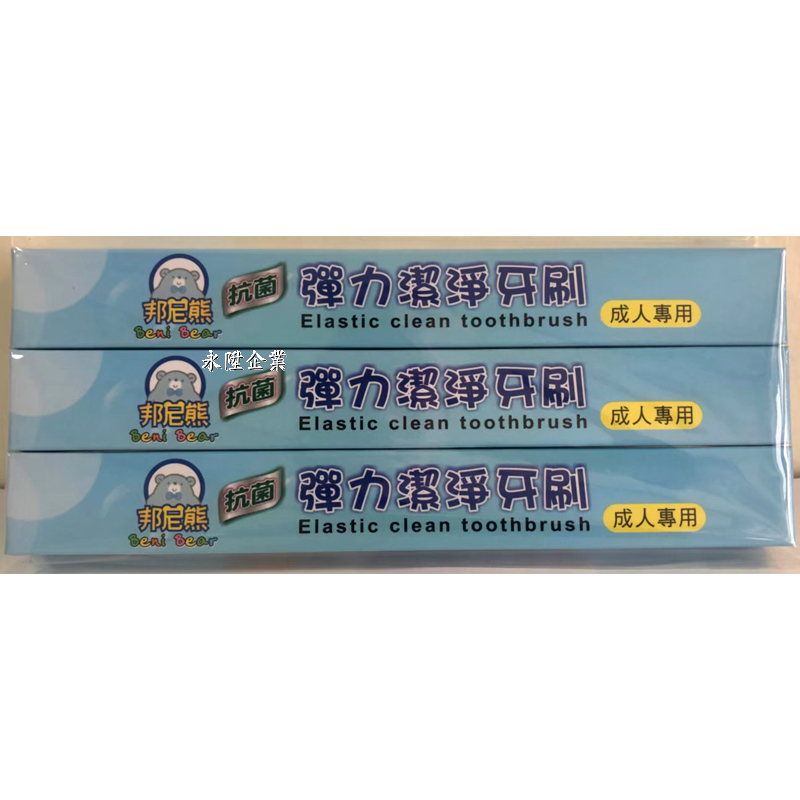 邦尼熊
Beni Bear
抗菌
彈力潔淨牙刷
Elastic clean toothbrush
成人專用
永陞企業
邦尼熊
Beni Bear
抗菌
彈力潔淨牙刷
Elastic clean toothbrush
成人專用
邦尼熊
Beni Bear
抗菌
彈力潔淨牙刷
Elastic clean toothbrush
成人專用